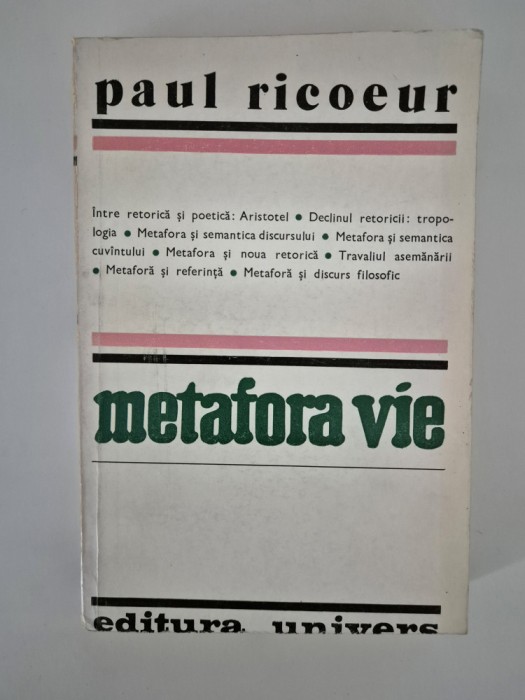 paul ricoeur
Între retorică și poetică: Aristotel ● Declinul retoricii: tropo-
logia ● Metafora și semantica discursului ● Metafora și semantica
cuvîntului ● Metafora și noua retorică ● Travaliul asemănării
● Metaforă și referință ● Metaforă și discurs filosofic
metafora vie
editura univers